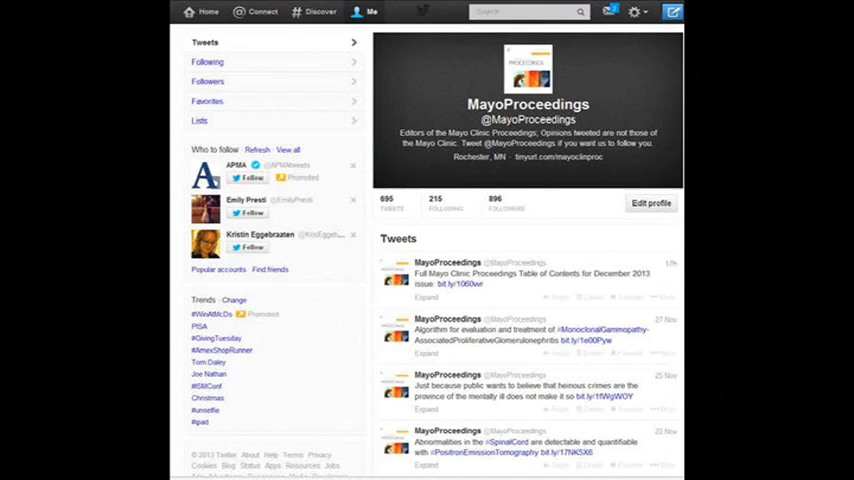 Home @ Connect # Discover Me Search 2
Tweets
Following
Followers
Favorites
Lists
Who to follow Refresh View all
APMA @APMAtweets
Follow Promoted
Emily Presti @EmilyPresti
Follow
Kristin Eggebraaten @KrisEggeb...
Follow
Popular accounts Find friends
Trends Change
#WinAtMcDs Promoted
PISA
#GivingTuesday
#AmexShopRunner
Tom Daley
Joe Nathan
#ISMConf
Christmas
#unselfie
#ipad
© 2013 Twitter About Help Terms Privacy
Cookies Blog Status Apps Resources Jobs
PROCEEDINGS
MayoProceedings
@MayoProceedings
Editors of the Mayo Clinic Proceedings; Opinions tweeted are not those of
the Mayo Clinic. Tweet @MayoProceedings if you want us to follow you.
Rochester, MN · tinyurl.com/mayoclinproc
695 215 896
TWEETS FOLLOWING FOLLOWERS
Edit profile
Tweets
MayoProceedings @MayoProceedings
Full Mayo Clinic Proceedings Table of Contents for December 2013
issue: bit.ly/1060wr
Expand
MayoProceedings @MayoProceedings 27 Nov
Algorithm for evaluation and treatment of #MonoclonalGammopathy-
AssociatedProliferativeGlomerulonephritis bit.ly/1e00Pyw
Expand
MayoProceedings @MayoProceedings 25 Nov
Just because public wants to believe that heinous crimes are the
province of the mentally ill does not make it so bit.ly/1fWgWOY
Expand
MayoProceedings @MayoProceedings 22 Nov
Abnormalities in the #SpinalCord are detectable and quantifiable
with #PositronEmissionTomography bit.ly/17NK5X8
Expand